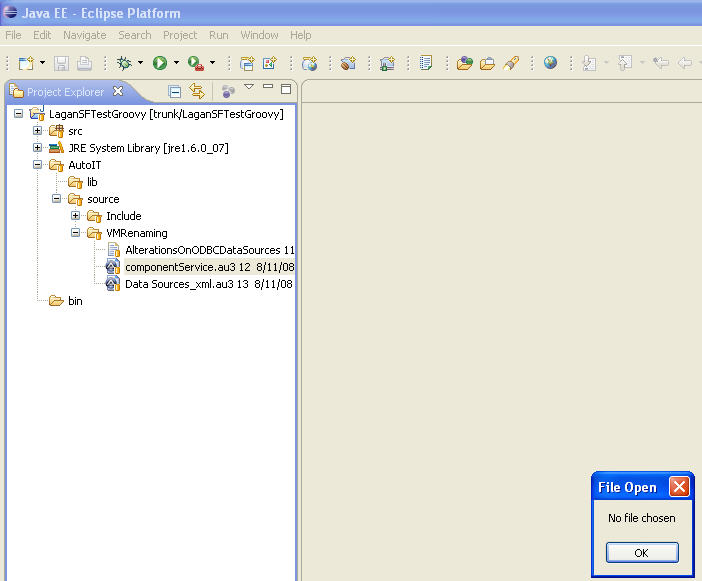 Java EE - Eclipse Platform
File Edit Navigate Search Project Run Window Help
Project Explorer
LaganSFTestGroovy [trunk/LaganSFTestGroovy]
src
JRE System Library [jre1.6.0_07]
AutoIT
lib
source
Include
VMRenaming
AlterationsOnODBCDataSources 11
componentService.au3 12 8/11/08
Data Sources_xml.au3 13 8/11/08
bin
File Open
No file chosen
OK